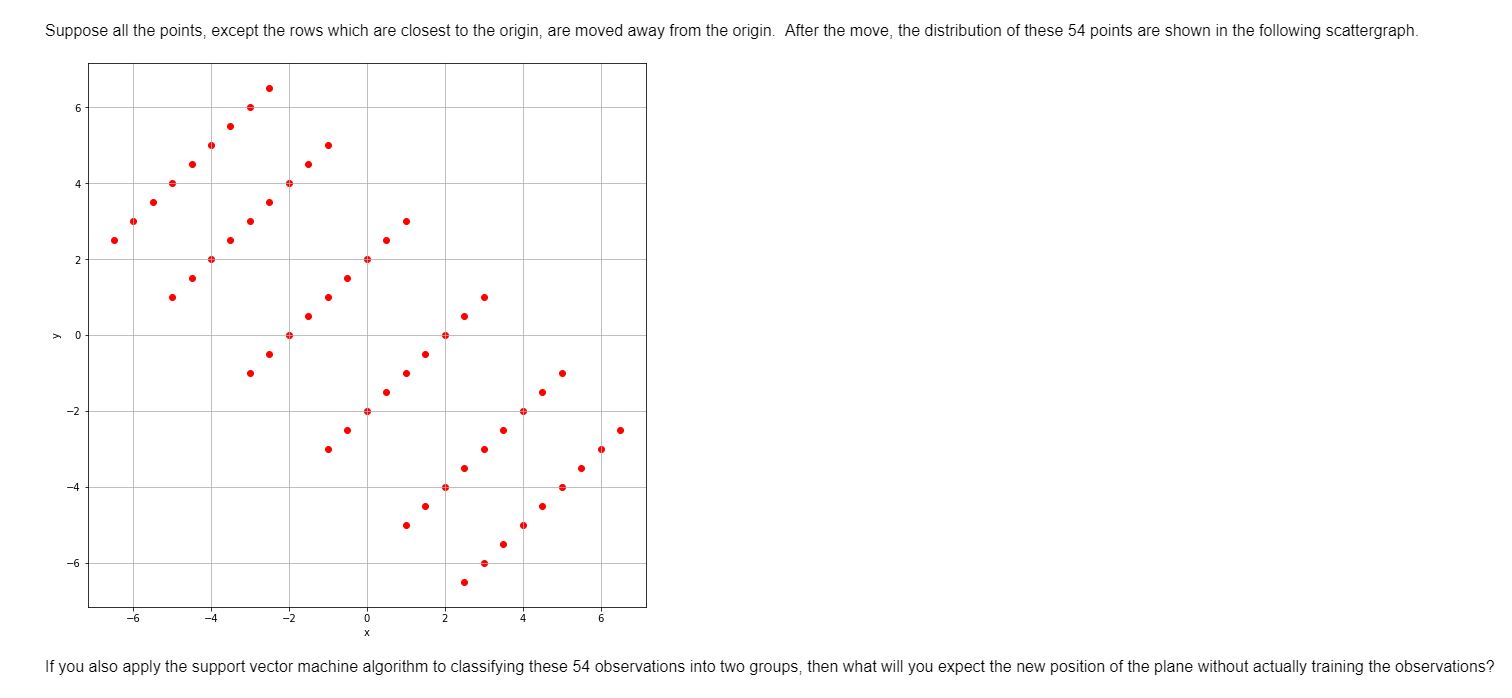 Suppose all the points, except the rows which are closest to the origin, are moved away from the origin.  After the move, the distribution of these 54 points are shown in the following scattergraph.
6
4
2
y
0
−2
−4
−6
−6 −4 −2 0 2 4 6
x
If you also apply the support vector machine algorithm to classifying these 54 observations into two groups, then what will you expect the new position of the plane without actually training the observations?